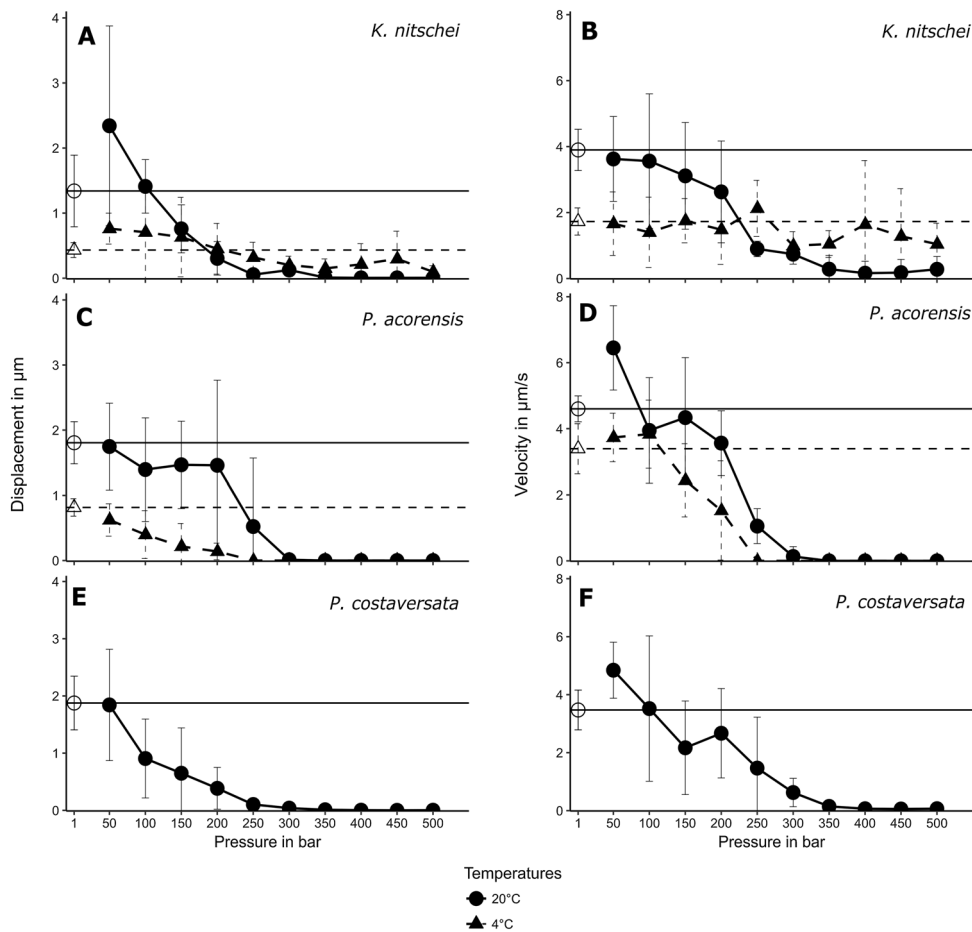 A
K. nitschei
4
3
2
1
0
B
K. nitschei
8
6
4
2
0
C
P. acorensis
4
3
2
1
0
D
P. acorensis
8
6
4
2
0
E
P. costaversata
4
3
2
1
0
F
P. costaversata
8
6
4
2
0
Displacement in µm
Velocity in µm/s
1 50 100 150 200 250 300 350 400 450 500
Pressure in bar
1 50 100 150 200 250 300 350 400 450 500
Pressure in bar
Temperatures
20°C
4°C